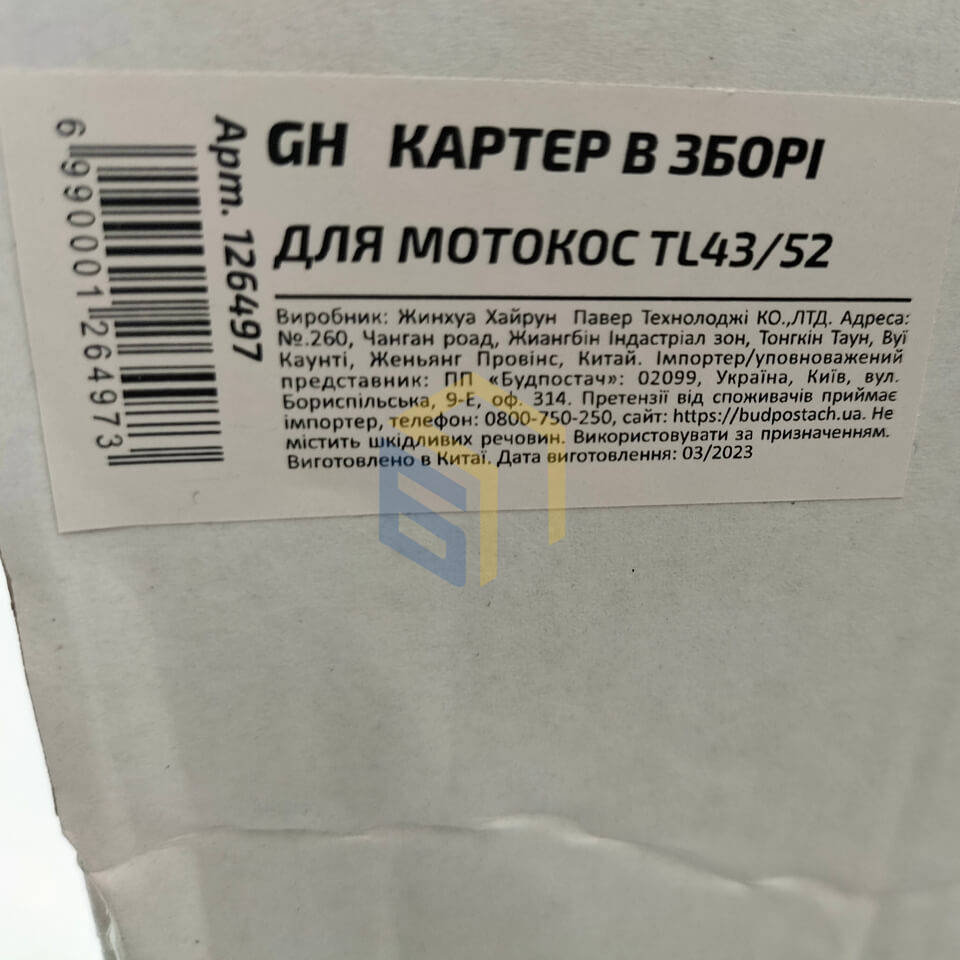 GH КАРТЕР В ЗБОРІ
ДЛЯ МОТОКОС TL43/52
Виробник: Жинхуа Хайрун Павер Технолоджі КО.,ЛТД. Адреса:
№.260, Чанган роад, Жиангбін Індастріал зон, Тонгкін Таун, Вуї
Каунті, Женьянг Провінс, Китай. Імпортер/уповноважений
представник: ПП «Будпостач»: 02099, Україна, Київ, вул.
Бориспільська, 9-Е, оф. 314. Претензії від споживачів приймає
імпортер, телефон: 0800-750-250, сайт: https://budpostach.ua. Не
містить шкідливих речовин. Використовувати за призначенням.
Виготовлено в Китаї. Дата виготовлення: 03/2023
Арт. 126497
6990001264973
БП